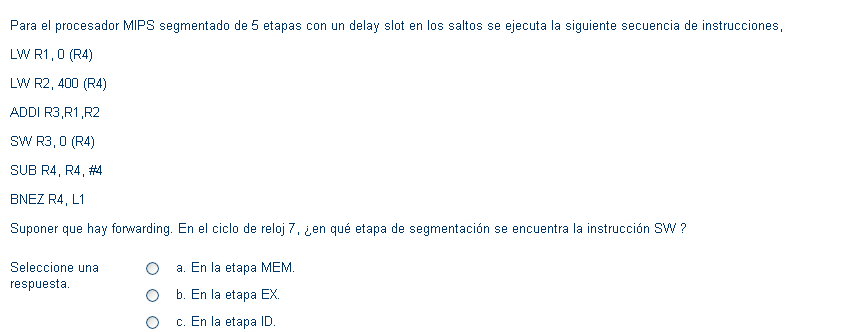 Para el procesador MIPS segmentado de 5 etapas con un delay slot en los saltos se ejecuta la siguiente secuencia de instrucciones,
LW R1, 0 (R4)
LW R2, 400 (R4)
ADDI R3,R1,R2
SW R3, 0 (R4)
SUB R4, R4, #4
BNEZ R4, L1
Suponer que hay forwarding. En el ciclo de reloj 7, ¿en qué etapa de segmentación se encuentra la instrucción SW ?
Seleccione una respuesta.
a. En la etapa MEM.
b. En la etapa EX.
c. En la etapa ID.